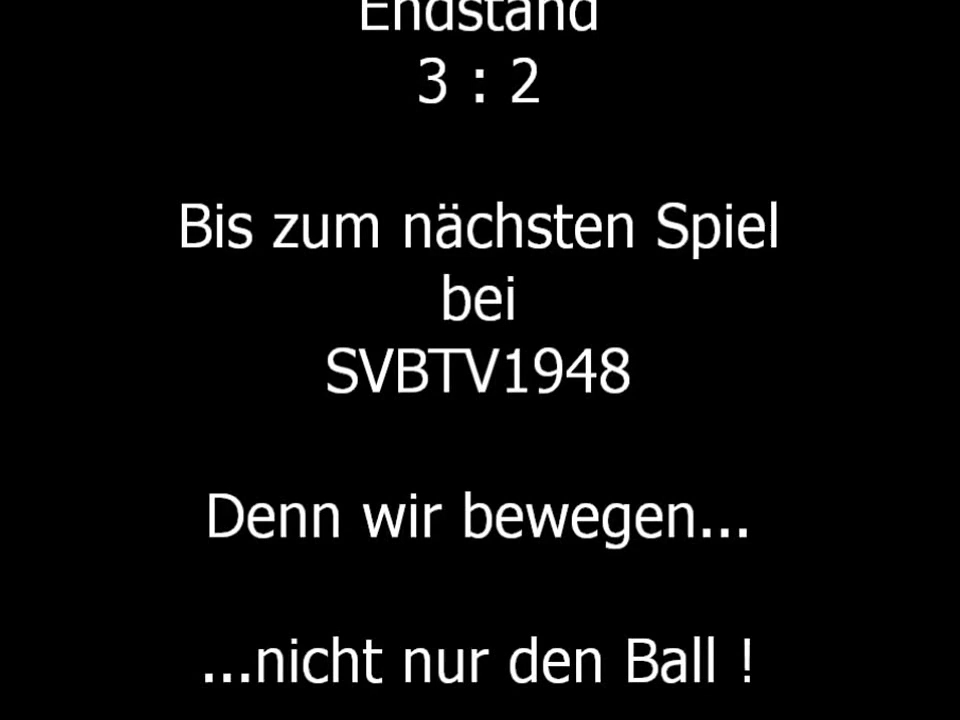 Endstand
3 : 2
Bis zum nächsten Spiel
bei
SVBTV1948
Denn wir bewegen...
...nicht nur den Ball !